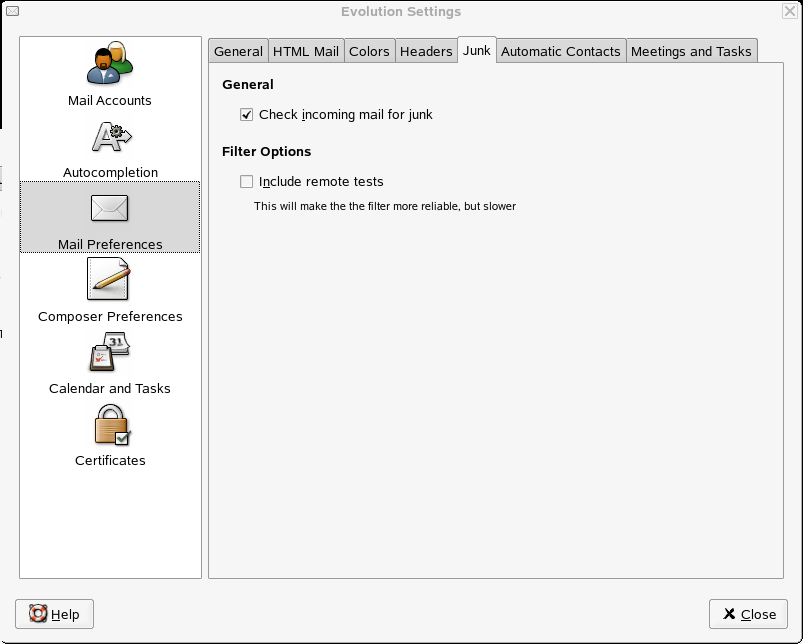 Evolution Settings
Mail Accounts
Autocompletion
Mail Preferences
Composer Preferences
31
Calendar and Tasks
Certificates
General HTML Mail Colors Headers Junk Automatic Contacts Meetings and Tasks
General
Check incoming mail for junk
Filter Options
Include remote tests
This will make the the filter more reliable, but slower
Help
Close